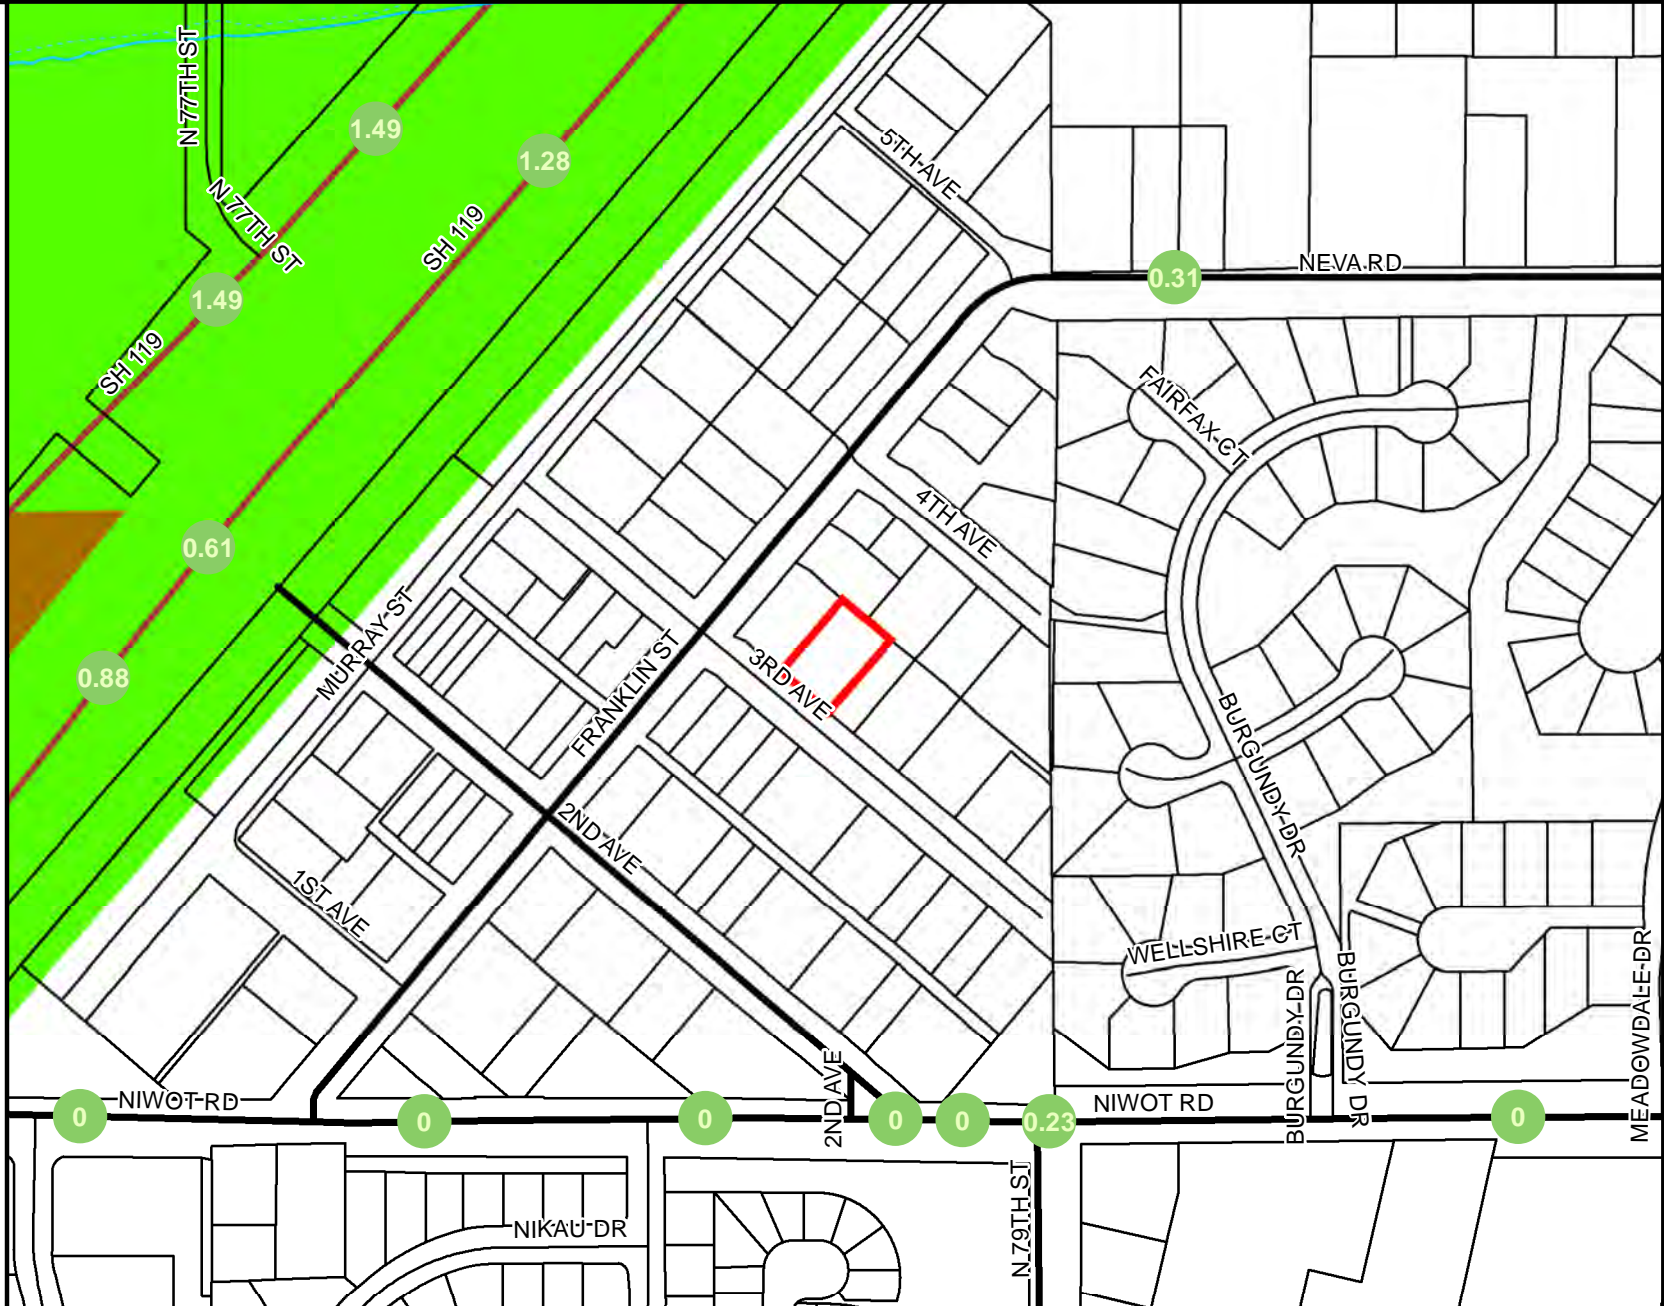 N 77TH ST
1.49
1.28
5TH AVE
N 77TH ST
SH 119
NEVA RD
0.31
1.49
SH 119
FAIRFAX CT
4TH AVE
0.61
MURRAY ST
FRANKLIN ST
3RD AVE
0.88
BURGUNDY DR
2ND AVE
1ST AVE
WELLSHIRE CT
BURGUNDY DR
BURGUNDY DR
MEADOWDALE DR
2ND AVE
NIWOT RD
NIWOT RD
0
0
0
0
0
0.23
0
N 79TH ST
NIKAU DR